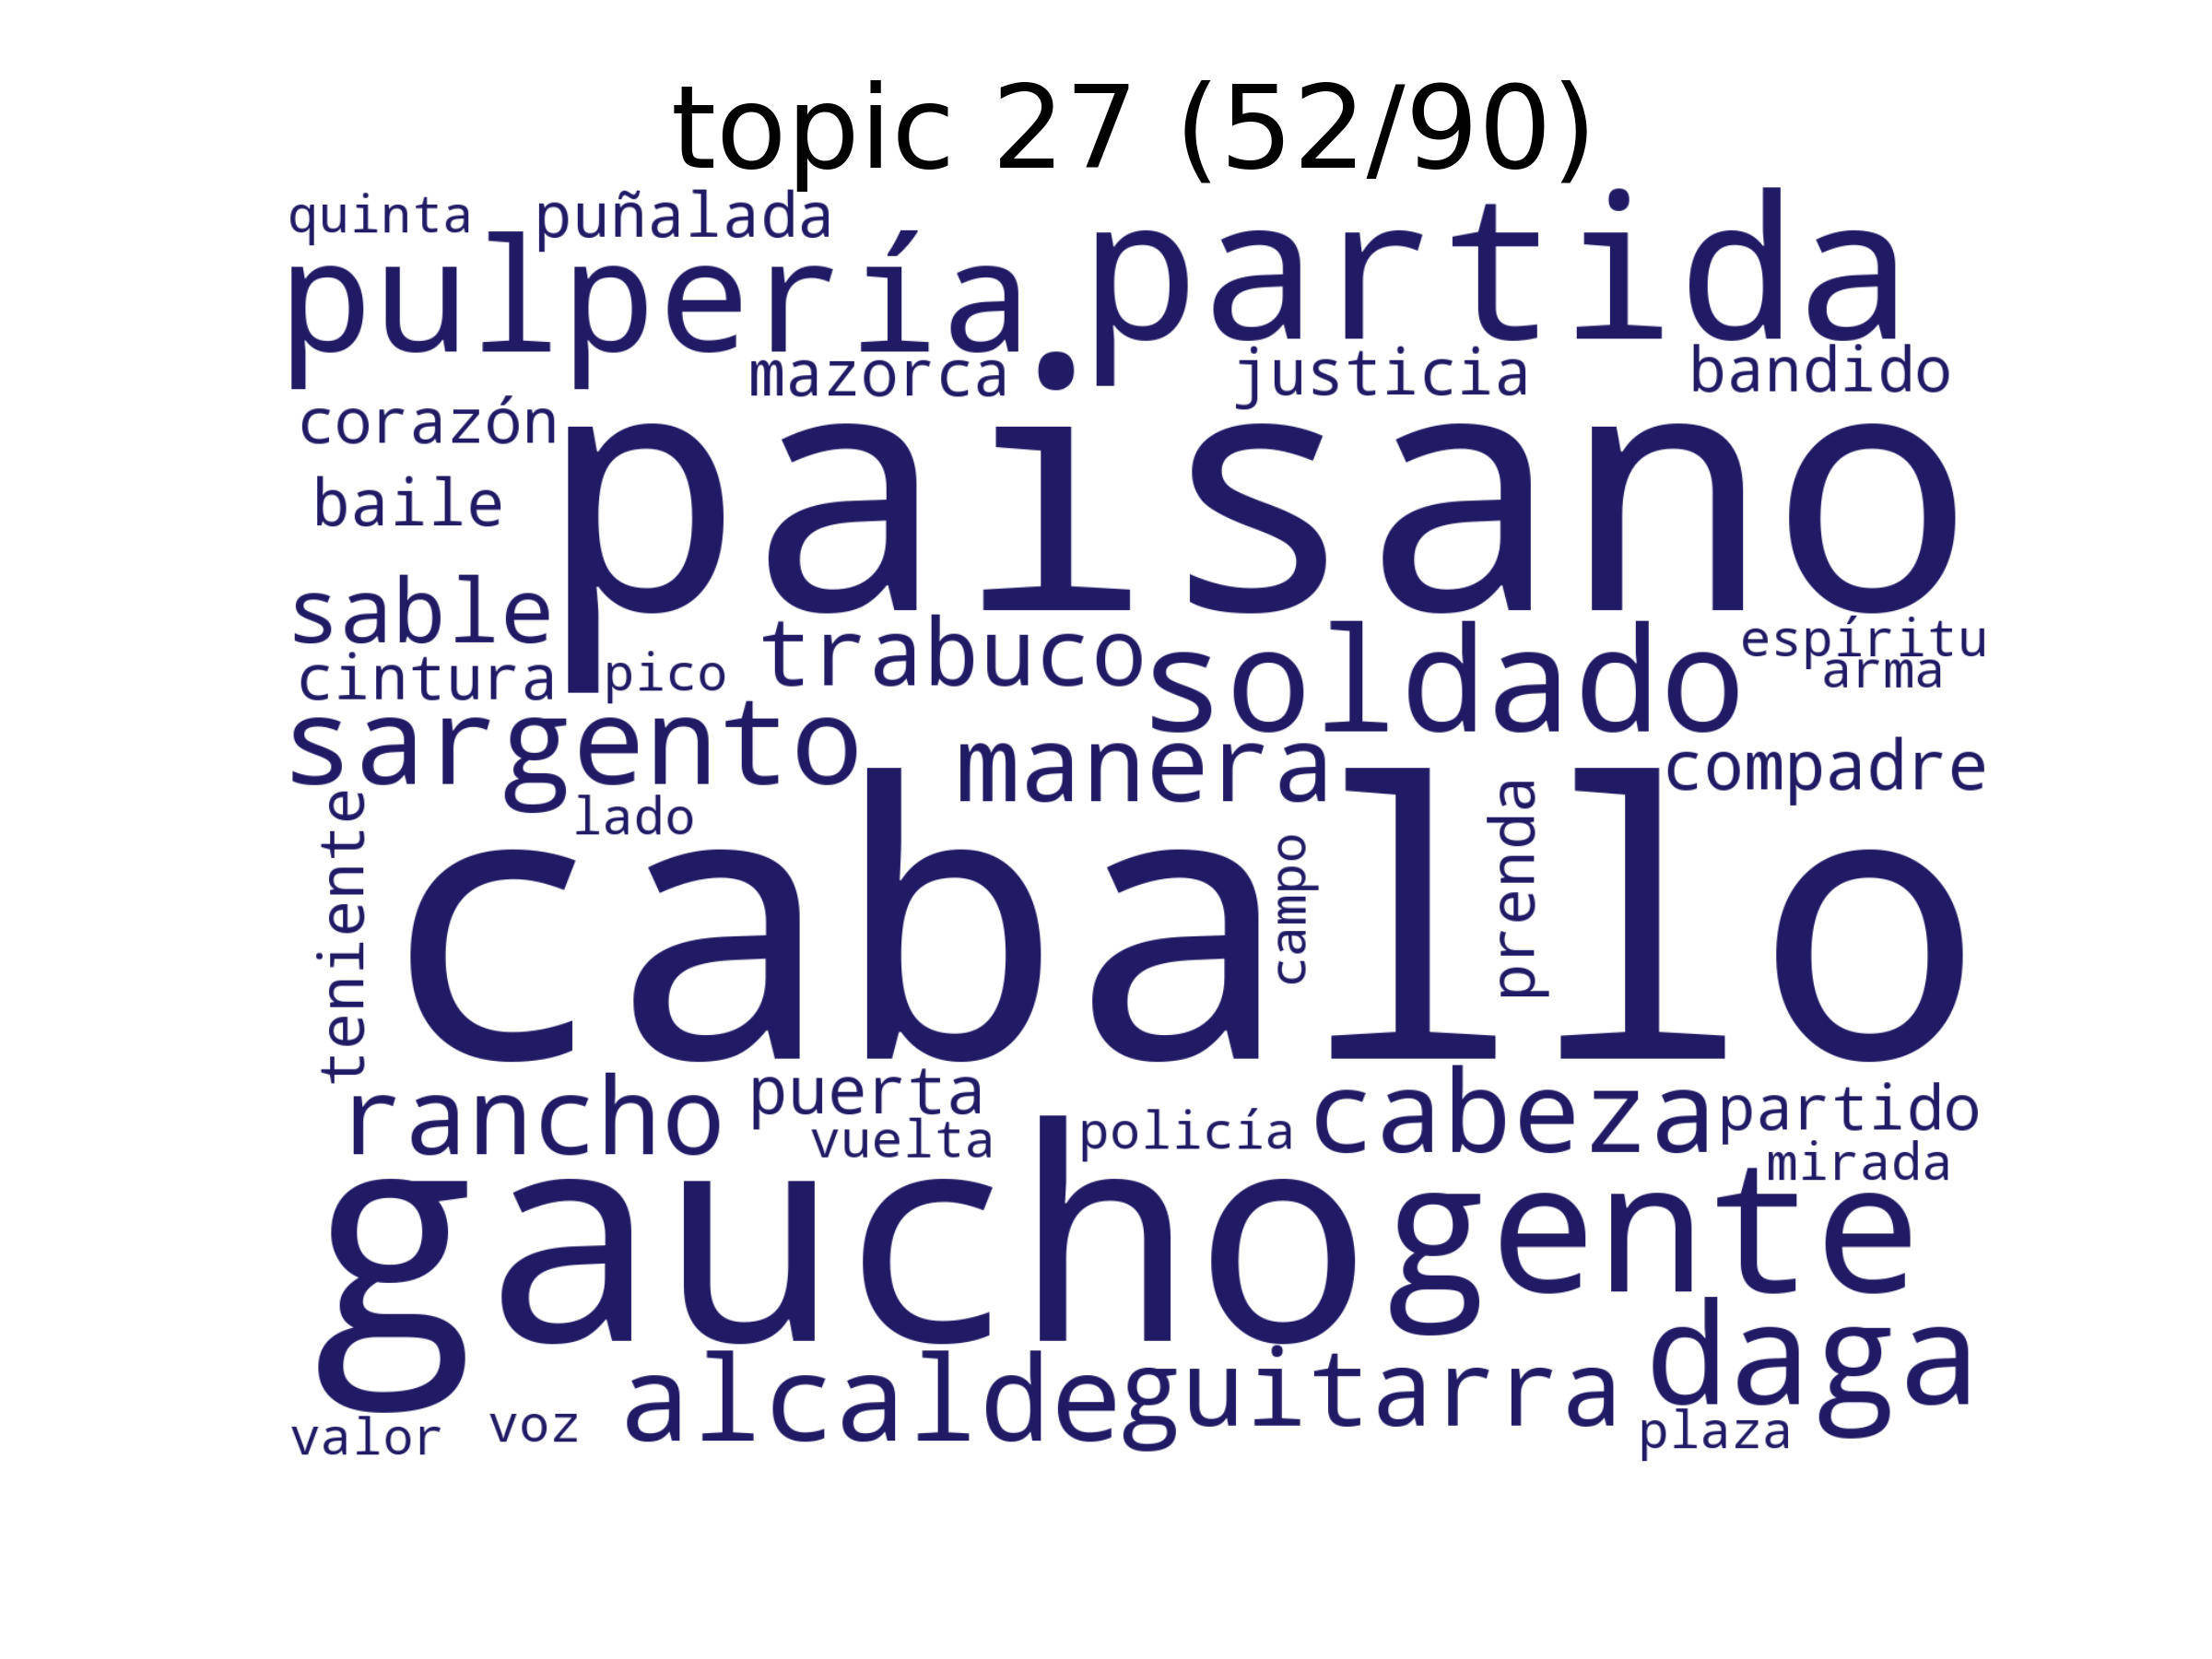 topic 27 (52/90)
quinta puñalada
pulpería partida
mazorca justicia bandido
corazón
paisano
baile
sable
trabuco soldado espíritu
cintura pico arma
sargento manera compadre
lado
teniente
caballo
campo
prenda
rancho puerta cabeza partido
vuelta policía mirada
gaucho gente
daga
alcalde guitarra
valor voz plaza